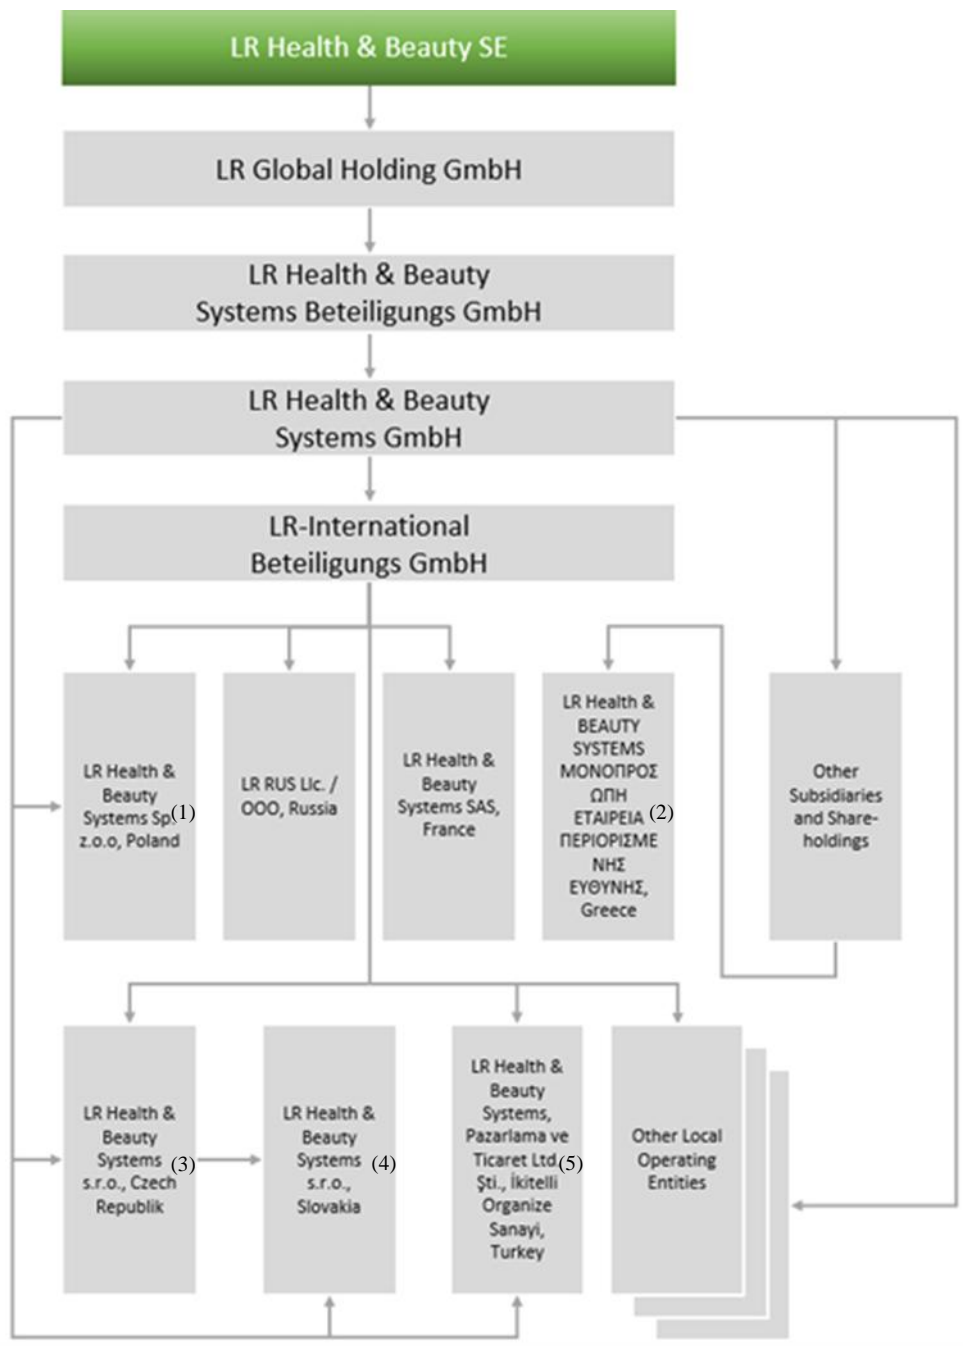 LR Health & Beauty SE
LR Global Holding GmbH
LR Health & Beauty
Systems Beteiligungs GmbH
LR Health & Beauty
Systems GmbH
LR-International
Beteiligungs GmbH
LR Health &
Beauty
Systems Sp. (1)
z.o.o, Poland
LR RUS Llc. /
OOO, Russia
LR Health &
Beauty
Systems SAS,
France
LR Health &
BEAUTY
SYSTEMS
ΜΟΝΟΠΡΟΣ
ΩΠΗ
ΕΤΑΙΡΕΙΑ (2)
ΠΕΡΙΟΡΙΣΜΕ
ΝΗΣ
ΕΥΘΥΝΗΣ,
Greece
Other
Subsidiaries
and Share-
holdings
LR Health &
Beauty
Systems (3)
s.r.o., Czech
Republik
LR Health &
Beauty
Systems (4)
s.r.o.,
Slovakia
LR Health &
Beauty
Systems,
Pazarlama ve
Ticaret Ltd. (5)
Şti., İkitelli
Organize
Sanayi,
Turkey
Other Local
Operating
Entities